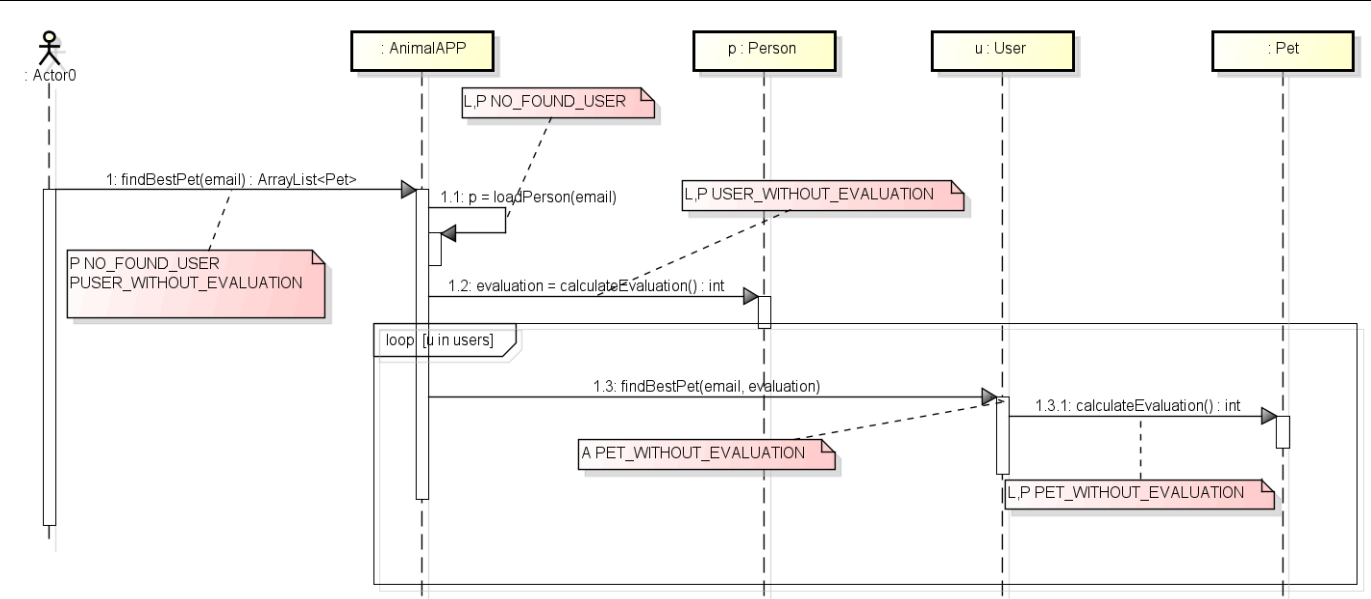 : Actor0
: AnimalAPP
p : Person
u : User
: Pet
L,P NO_FOUND_USER
1: findBestPet(email) : ArrayList<Pet>
1.1: p = loadPerson(email)
L,P USER_WITHOUT_EVALUATION
P NO_FOUND_USER
PUSER_WITHOUT_EVALUATION
1.2: evaluation = calculateEvaluation() : int
loop [u in users]
1.3: findBestPet(email, evaluation)
1.3.1: calculateEvaluation() : int
A PET_WITHOUT_EVALUATION
L,P PET_WITHOUT_EVALUATION